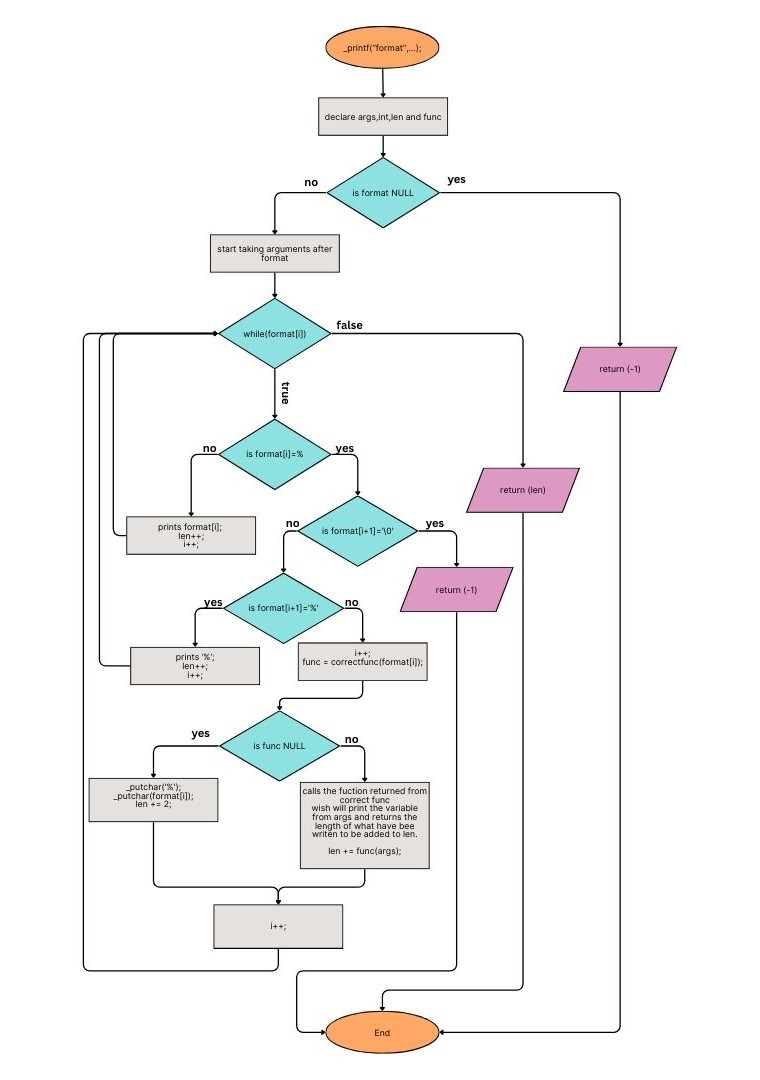 _printf("format",...);
declare args,int,len and func
is format NULL
no
yes
start taking arguments after
format
while(format[i])
false
true
return (-1)
is format[i]=%
no
yes
return (len)
prints format[i];
len++;
i++;
is format[i+1]='\0'
no
yes
return (-1)
is format[i+1]='%'
yes
no
prints '%';
len++;
i++;
i++;
func = correctfunc(format[i]);
is func NULL
yes
no
_putchar('%');
_putchar(format[i]);
len += 2;
calls the fuction returned from
correct func
wish will print the variable
from args and returns the
length of what have bee
writen to be added to len.
len += func(args);
i++;
End